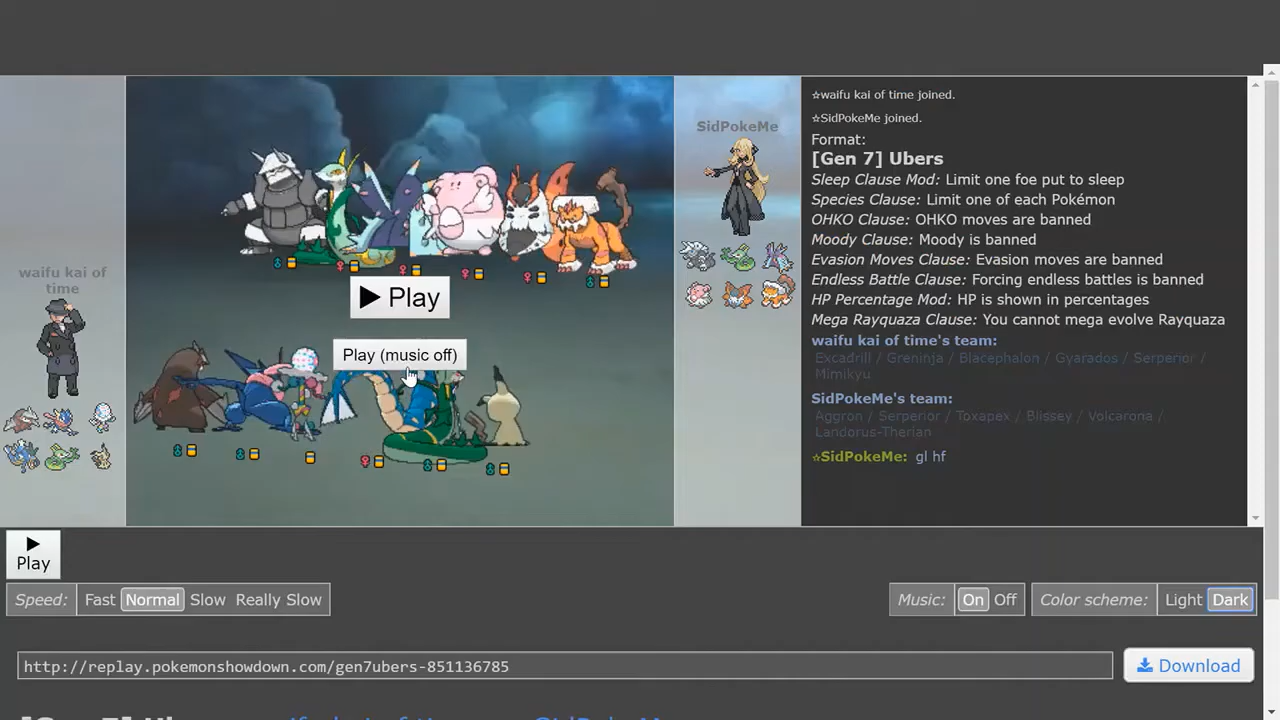 SidPokeMe
waifu kai of
time
▶ Play
Play (music off)
☆waifu kai of time joined.
☆SidPokeMe joined.
Format:
[Gen 7] Ubers
Sleep Clause Mod: Limit one foe put to sleep
Species Clause: Limit one of each Pokémon
OHKO Clause: OHKO moves are banned
Moody Clause: Moody is banned
Evasion Moves Clause: Evasion moves are banned
Endless Battle Clause: Forcing endless battles is banned
HP Percentage Mod: HP is shown in percentages
Mega Rayquaza Clause: You cannot mega evolve Rayquaza
waifu kai of time's team:
Excadrill / Greninja / Blacephalon / Gyarados / Serperior /
Mimikyu
SidPokeMe's team:
Aggron / Serperior / Toxapex / Blissey / Volcarona /
Landorus-Therian
☆SidPokeMe: gl hf
▶
Play
Speed: Fast Normal Slow Really Slow
Music: On Off
Color scheme: Light Dark
http://replay.pokemonshowdown.com/gen7ubers-851136785
Download